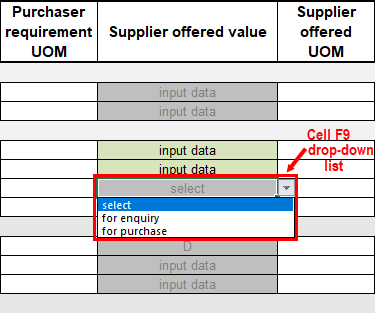 Purchaser
requirement
UOM
Supplier offered value
Supplier
offered
UOM
input data
input data
Cell F9
drop-down
list
input data
input data
select
select
for enquiry
for purchase
D
input data
input data